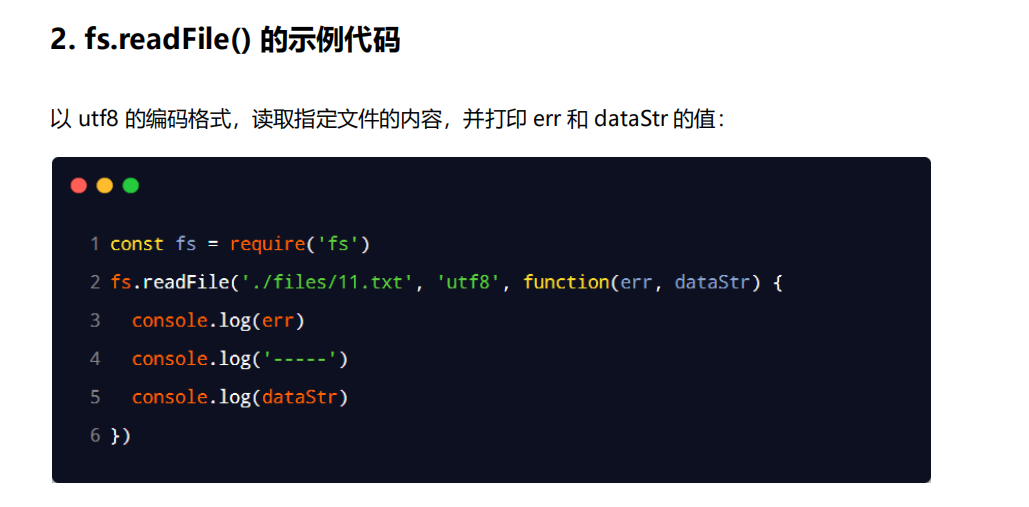 2. fs.readFile() 的示例代码
以 utf8 的编码格式，读取指定文件的内容，并打印 err 和 dataStr 的值：
1 const fs = require('fs')
2 fs.readFile('./files/11.txt', 'utf8', function(err, dataStr) {
3   console.log(err)
4   console.log('-----')
5   console.log(dataStr)
6 })